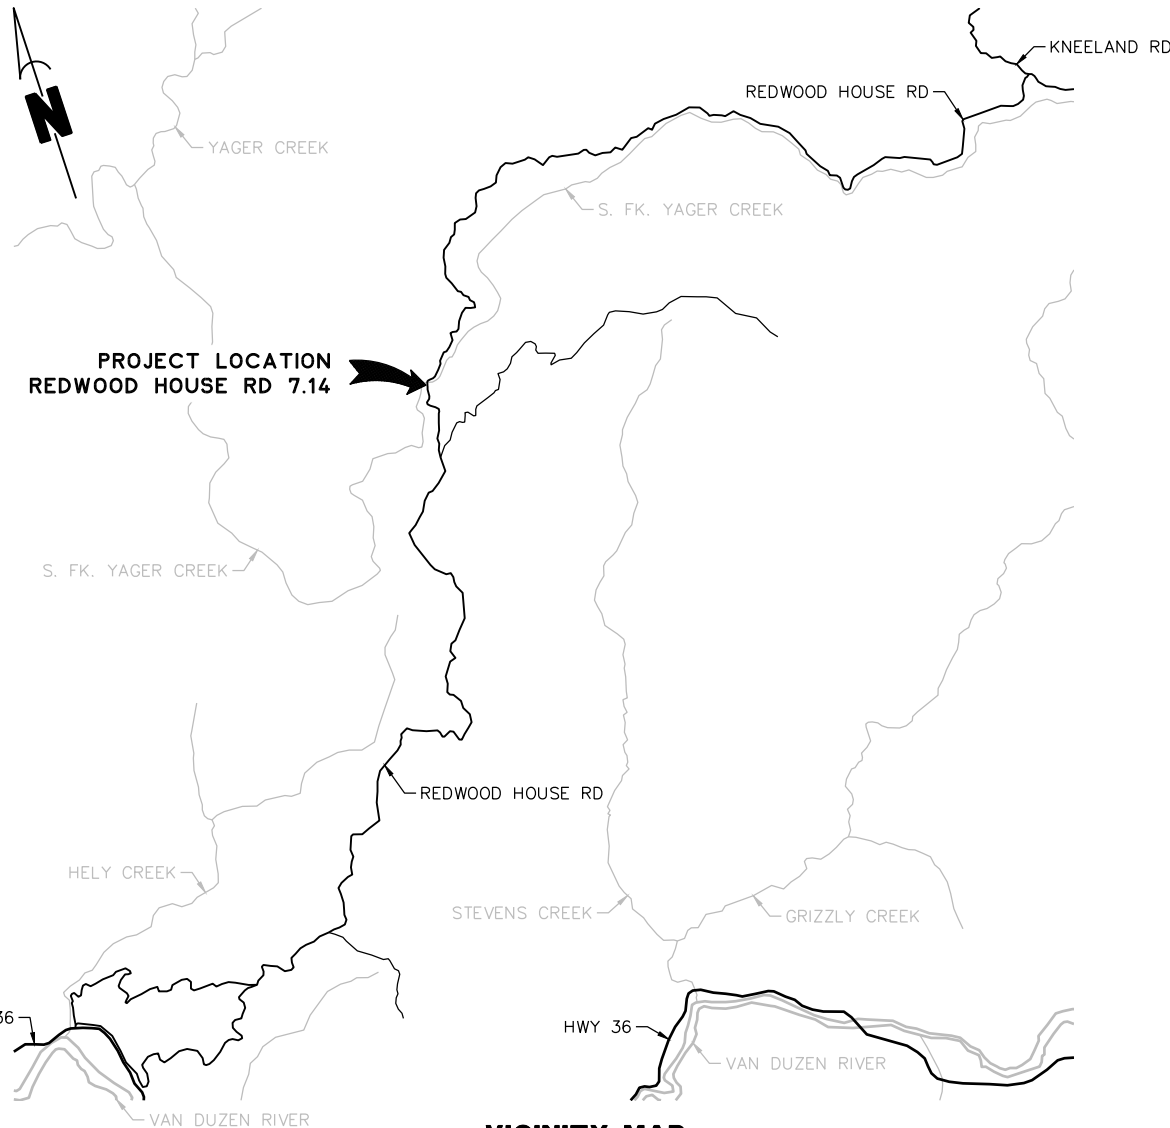 KNEELAND RD
REDWOOD HOUSE RD
N
YAGER CREEK
S. FK. YAGER CREEK
PROJECT LOCATION
REDWOOD HOUSE RD 7.14
S. FK. YAGER CREEK
REDWOOD HOUSE RD
HELY CREEK
STEVENS CREEK
GRIZZLY CREEK
36
HWY 36
VAN DUZEN RIVER
VAN DUZEN RIVER
VICINITY MAP